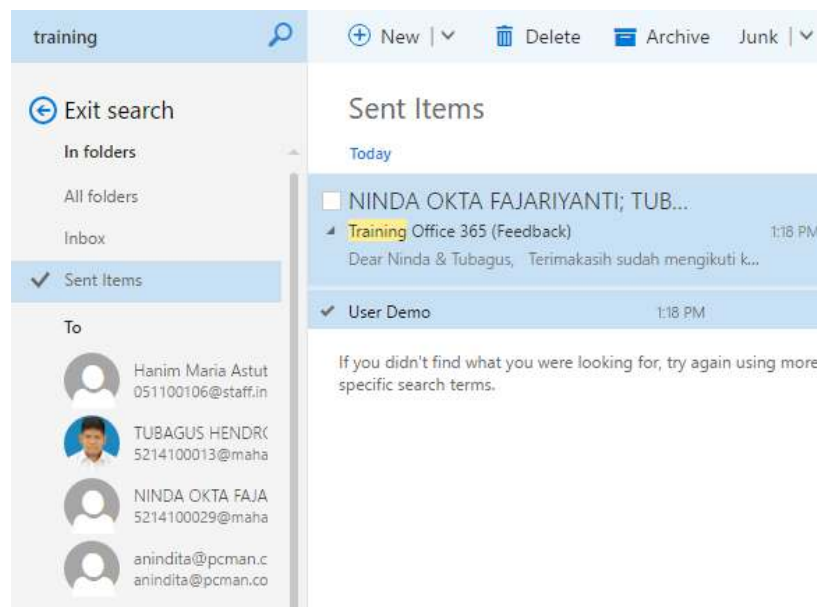 training
New | Delete Archive Junk |
Exit search
In folders
All folders
Inbox
Sent Items
To
Hanim Maria Astut
051100106@staff.in
TUBAGUS HENDR(
5214100013@maha
NINDA OKTA FAJA
5214100029@maha
anindita@pcman.c
anindita@pcman.co
Sent Items
Today
NINDA OKTA FAJARIYANTI; TUB...
Training Office 365 (Feedback) 1:18 PM
Dear Ninda & Tubagus, Terimakasih sudah mengikuti k...
User Demo 1:18 PM
If you didn't find what you were looking for, try again using more
specific search terms.